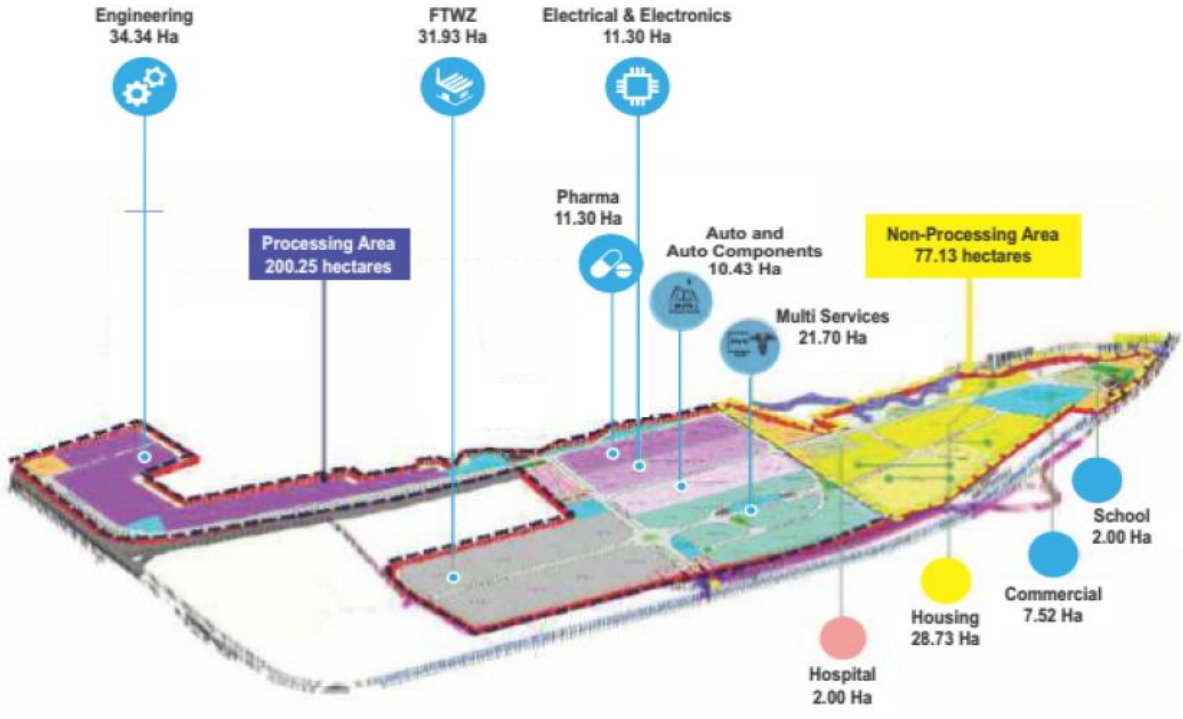 Engineering
34.34 Ha
FTWZ
31.93 Ha
Electrical & Electronics
11.30 Ha
Pharma
11.30 Ha
Auto and
Auto Components
10.43 Ha
Processing Area
200.25 hectares
Non-Processing Area
77.13 hectares
Multi Services
21.70 Ha
School
2.00 Ha
Commercial
7.52 Ha
Housing
28.73 Ha
Hospital
2.00 Ha